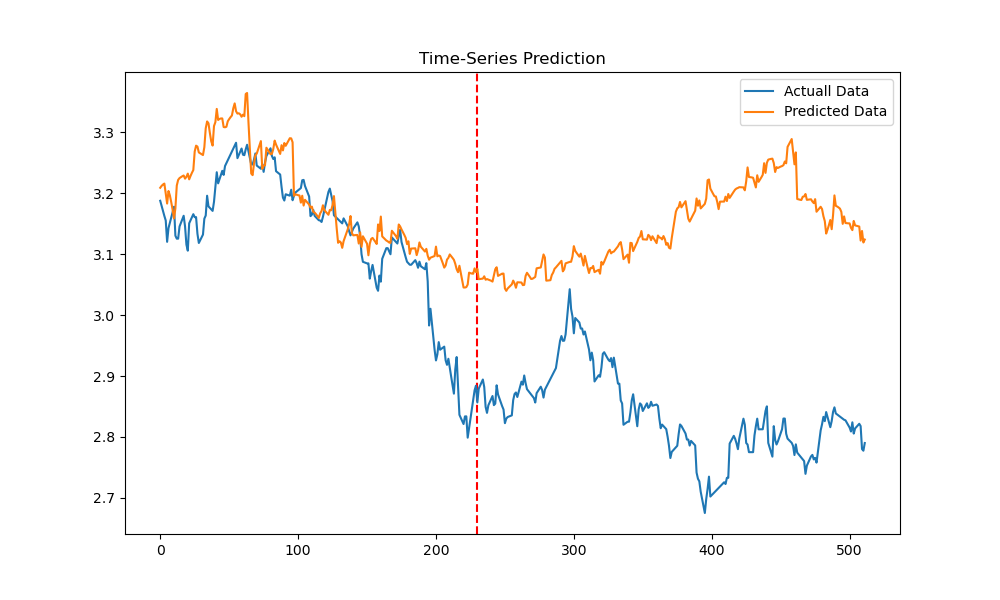 Time-Series Prediction
Actuall Data
Predicted Data
3.3
3.2
3.1
3.0
2.9
2.8
2.7
0 100 200 300 400 500